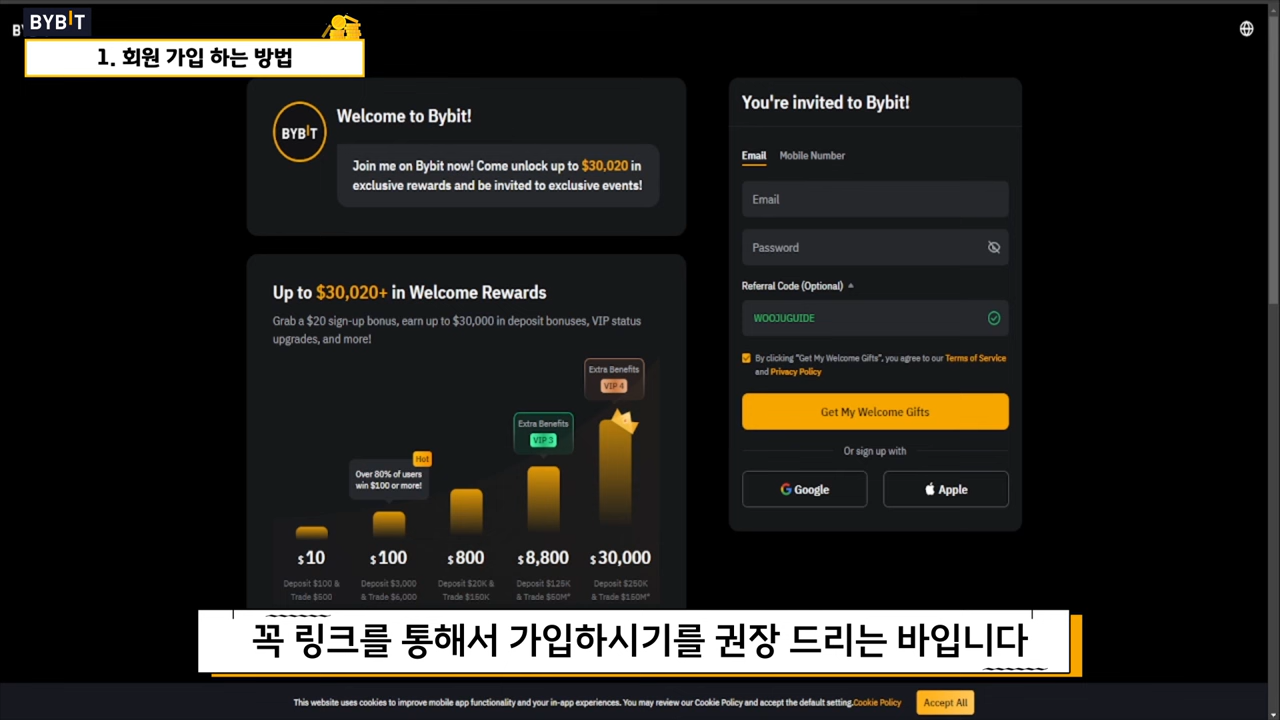 BYBIT
1. 회원 가입 하는 방법
BYBIT
Welcome to Bybit!
Join me on Bybit now! Come unlock up to $30,020 in
exclusive rewards and be invited to exclusive events!
Up to $30,020+ in Welcome Rewards
Grab a $20 sign-up bonus, earn up to $30,000 in deposit bonuses, VIP status
upgrades, and more!
Extra Benefits
VIP 4
Extra Benefits
VIP 3
Hot
Over 80% of users
win $100 or more!
$10
$100
$800
$8,800
$30,000
Deposit $100 &
Trade $500
Deposit $3,000
& Trade $6,000
Deposit $20K &
Trade $150K
Deposit $125K
& Trade $50M*
Deposit $250K
& Trade $150M*
You're invited to Bybit!
Email
Mobile Number
Email
Password
Referral Code (Optional)
WOOJUGUIDE
By clicking "Get My Welcome Gifts", you agree to our Terms of Service
and Privacy Policy
Get My Welcome Gifts
Or sign up with
Google
Apple
꼭 링크를 통해서 가입하시기를 권장 드리는 바입니다
This website uses cookies to improve mobile app functionality and your in-app experiences. You may review our Cookie Policy and accept the default setting.Cookie Policy
Accept All